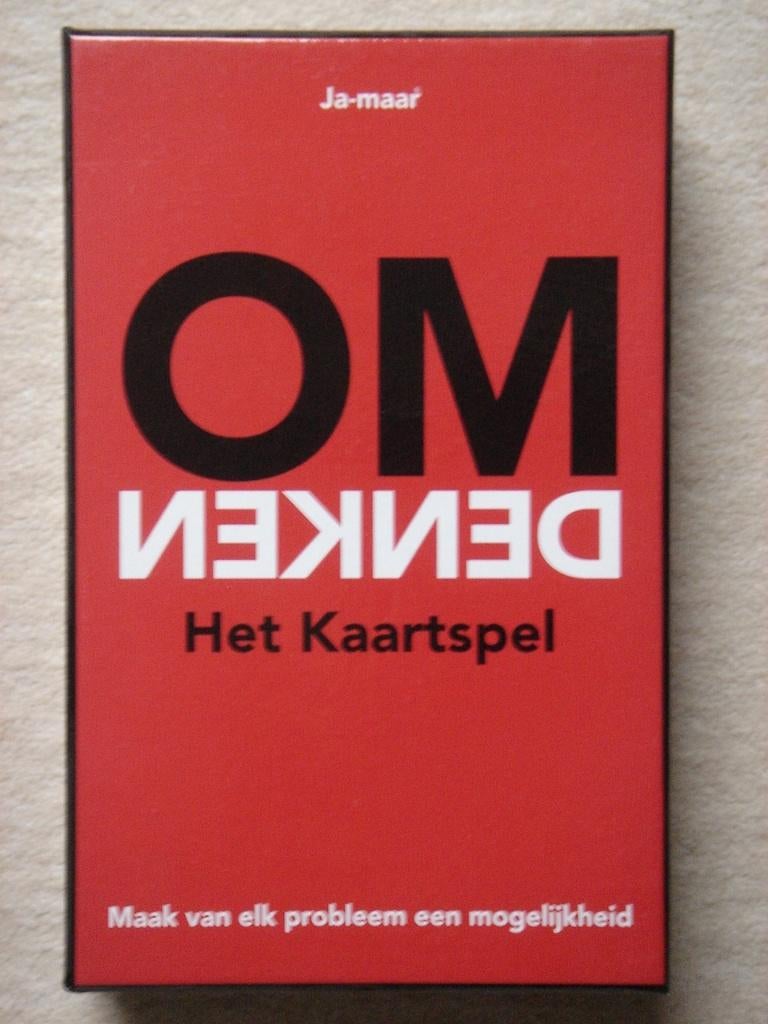 Ja-maar®
OM
DENKEN
Het Kaartspel
Maak van elk probleem een mogelijkheid